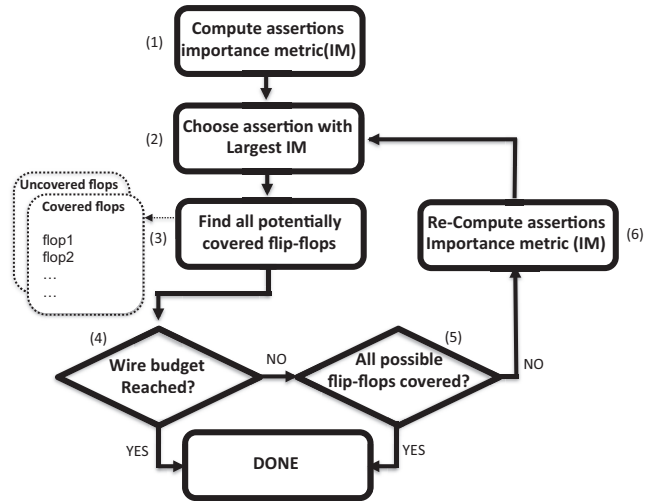 (1)
Compute assertions
importance metric(IM)
(2)
Choose assertion with
Largest IM
Uncovered flops
Covered flops
flop1
flop2
...
...
(3)
Find all potentially
covered flip-flops
Re-Compute assertions
Importance metric (IM)
(6)
(4)
Wire budget
Reached?
NO
(5)
All possible
flip-flops covered?
NO
YES
DONE
YES